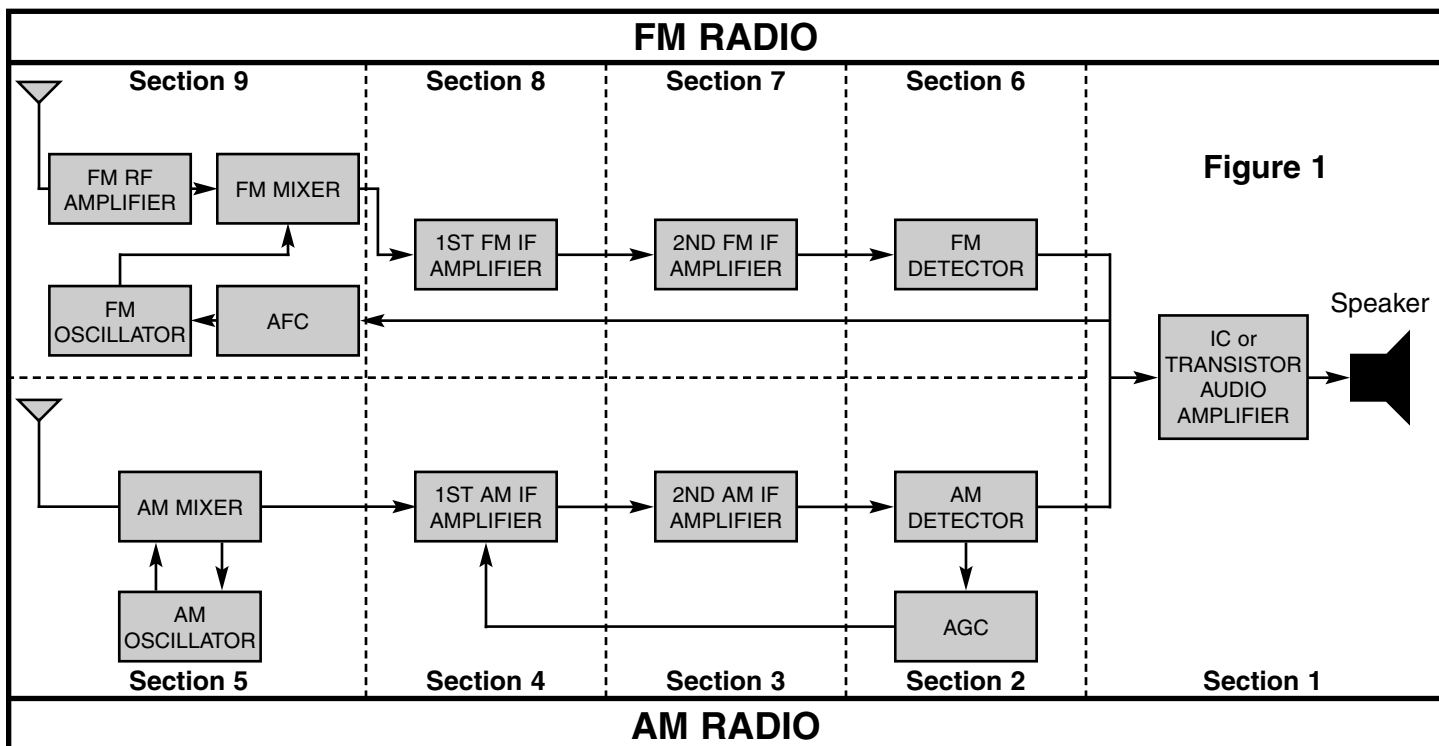 FM RADIO
Section 9
Section 8
Section 7
Section 6
Figure 1
FM RF
AMPLIFIER
FM MIXER
1ST FM IF
AMPLIFIER
2ND FM IF
AMPLIFIER
FM
DETECTOR
FM
OSCILLATOR
AFC
Speaker
IC or
TRANSISTOR
AUDIO
AMPLIFIER
AM MIXER
1ST AM IF
AMPLIFIER
2ND AM IF
AMPLIFIER
AM
DETECTOR
AM
OSCILLATOR
AGC
Section 5
Section 4
Section 3
Section 2
Section 1
AM RADIO